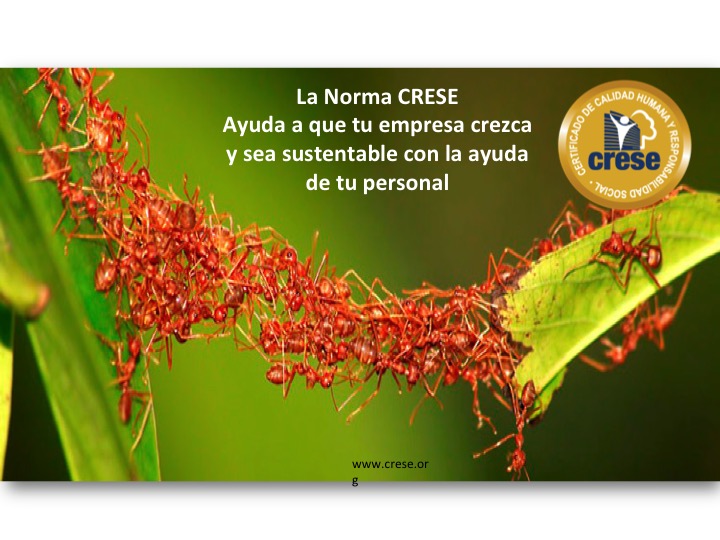 La Norma CRESE
Ayuda a que tu empresa crezca
y sea sustentable con la ayuda
de tu personal
CERTIFICADO DE CALIDAD HUMANA Y RESPONSABILIDAD SOCIAL
crese
www.crese.or
g